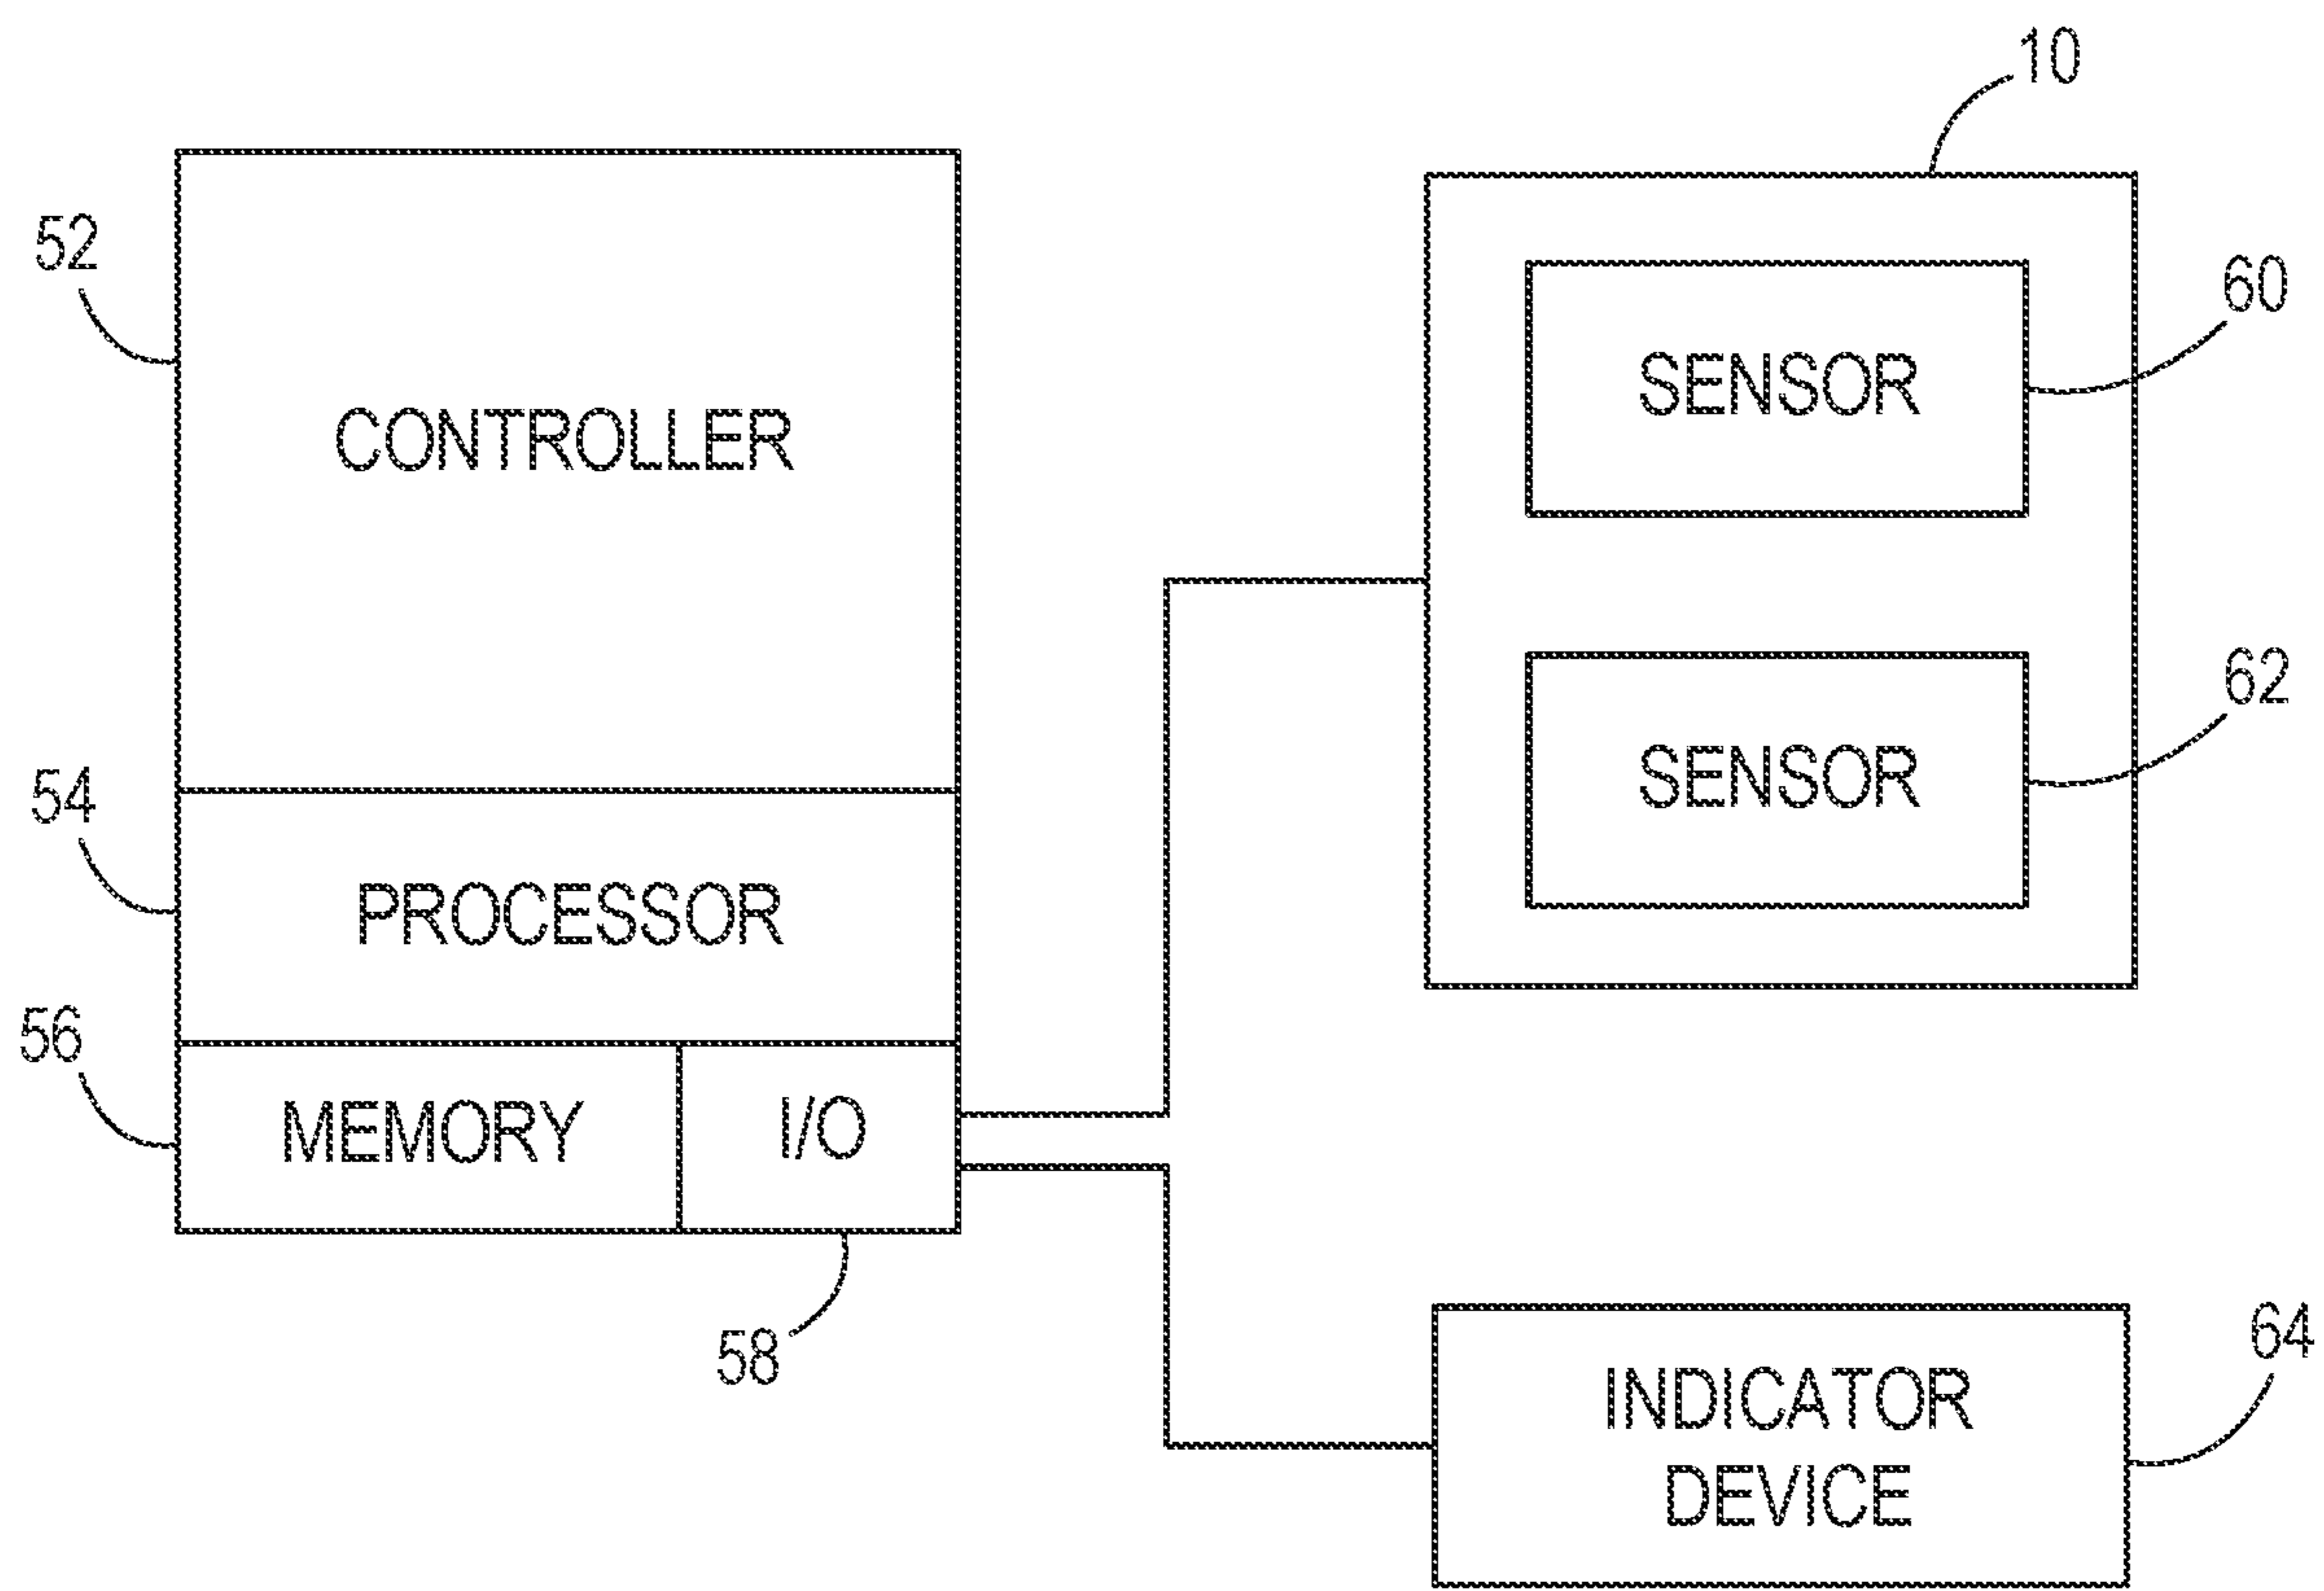 10
52
CONTROLLER
60
SENSOR
62
SENSOR
54
PROCESSOR
56
MEMORY
I/O
58
64
INDICATOR
DEVICE